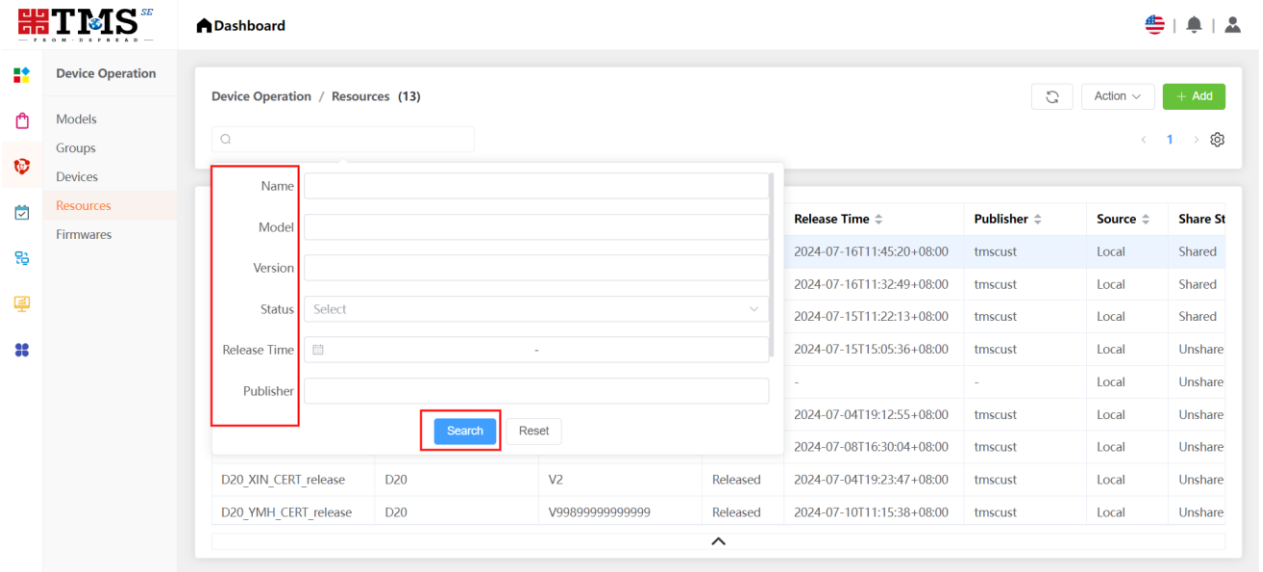 TMS SE
FROM·DSPREAD
Dashboard
Device Operation
Models
Groups
Devices
Resources
Firmwares
Device Operation / Resources (13)
Action
+ Add
< 1 >
Name
Model
Version
Status Select
Release Time -
Publisher
Search Reset
Release Time Publisher Source Share St
2024-07-16T11:45:20+08:00 tmscust Local Shared
2024-07-16T11:32:49+08:00 tmscust Local Shared
2024-07-15T11:22:13+08:00 tmscust Local Shared
2024-07-15T15:05:36+08:00 tmscust Local Unshare
- - Local Unshare
2024-07-04T19:12:55+08:00 tmscust Local Unshare
2024-07-08T16:30:04+08:00 tmscust Local Unshare
D20_XIN_CERT_release D20 V2 Released 2024-07-04T19:23:47+08:00 tmscust Local Unshare
D20_YMH_CERT_release D20 V99899999999999 Released 2024-07-10T11:15:38+08:00 tmscust Local Unshare